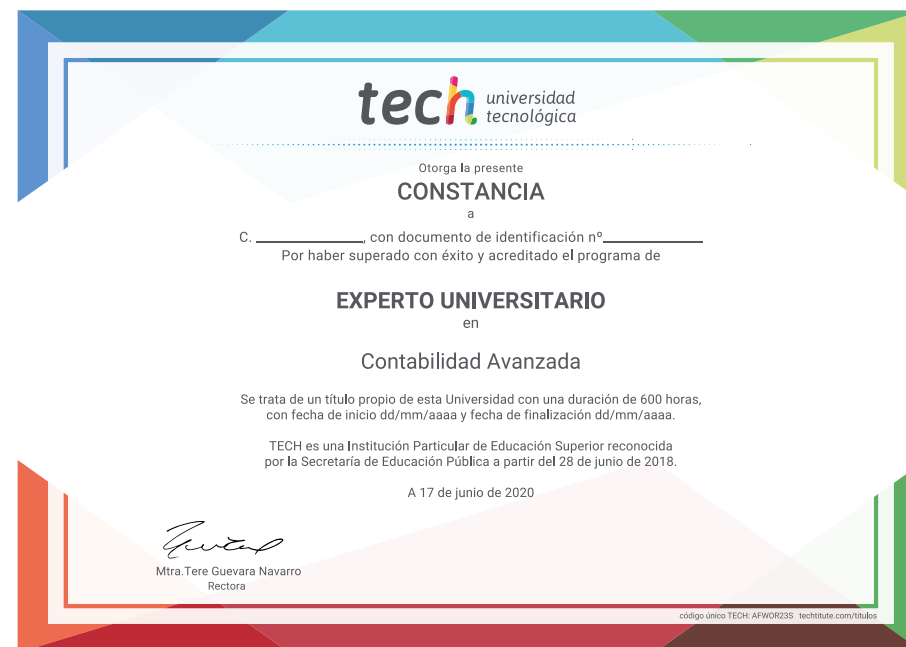 tech universidad
tecnológica
Otorga la presente
CONSTANCIA
a
C. ______________, con documento de identificación nº_____________
Por haber superado con éxito y acreditado el programa de
EXPERTO UNIVERSITARIO
en
Contabilidad Avanzada
Se trata de un título propio de esta Universidad con una duración de 600 horas,
con fecha de inicio dd/mm/aaaa y fecha de finalización dd/mm/aaaa.
TECH es una Institución Particular de Educación Superior reconocida
por la Secretaría de Educación Pública a partir del 28 de junio de 2018.
A 17 de junio de 2020
Mtra.Tere Guevara Navarro
Rectora
código único TECH: AFWOR23S techtitute.com/titulos